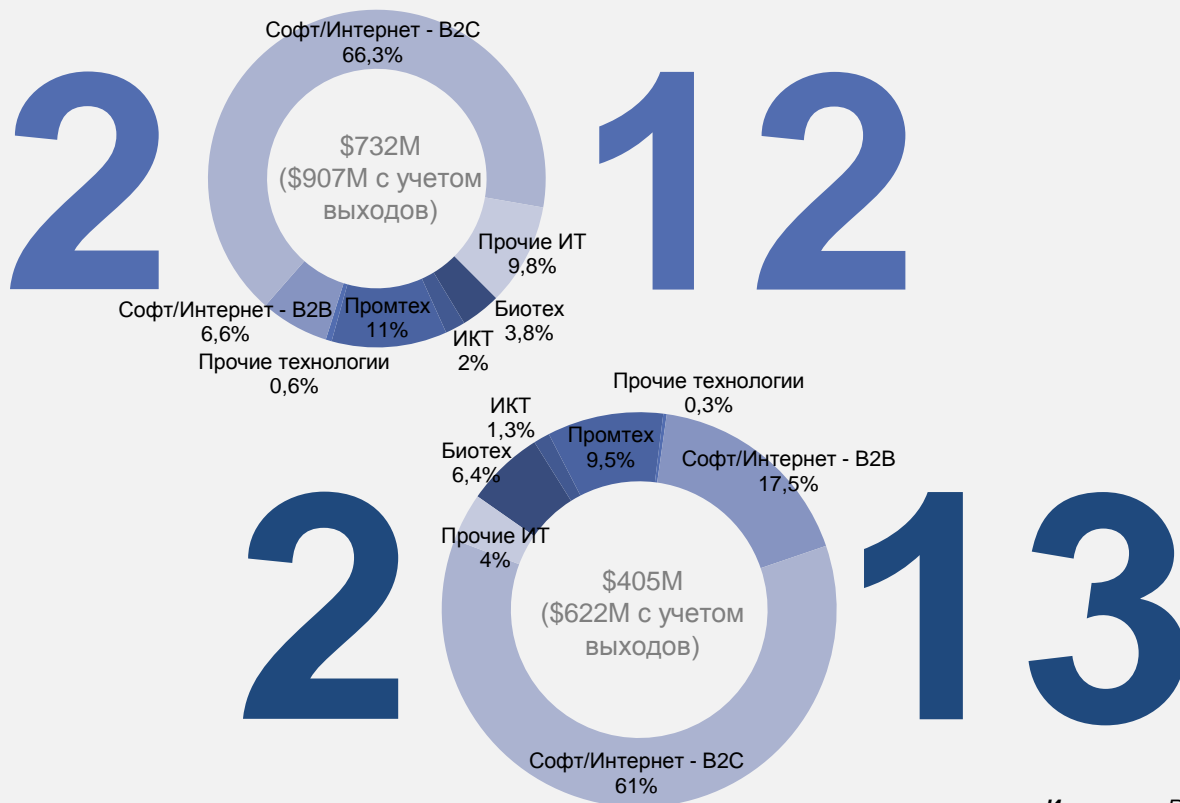 Софт/Интернет - B2C
66,3%
2 12
$732M
($907M с учетом
выходов)
Прочие ИТ
9,8%
Софт/Интернет - B2B
6,6%
Промтех
11%
Биотех
3,8%
ИКТ
2%
Прочие технологии
0,6%
Прочие технологии
0,3%
ИКТ
1,3%
Промтех
9,5%
Биотех
6,4%
Софт/Интернет - B2B
17,5%
2 13
Прочие ИТ
4%
$405M
($622M с учетом
выходов)
Софт/Интернет - B2C
61%